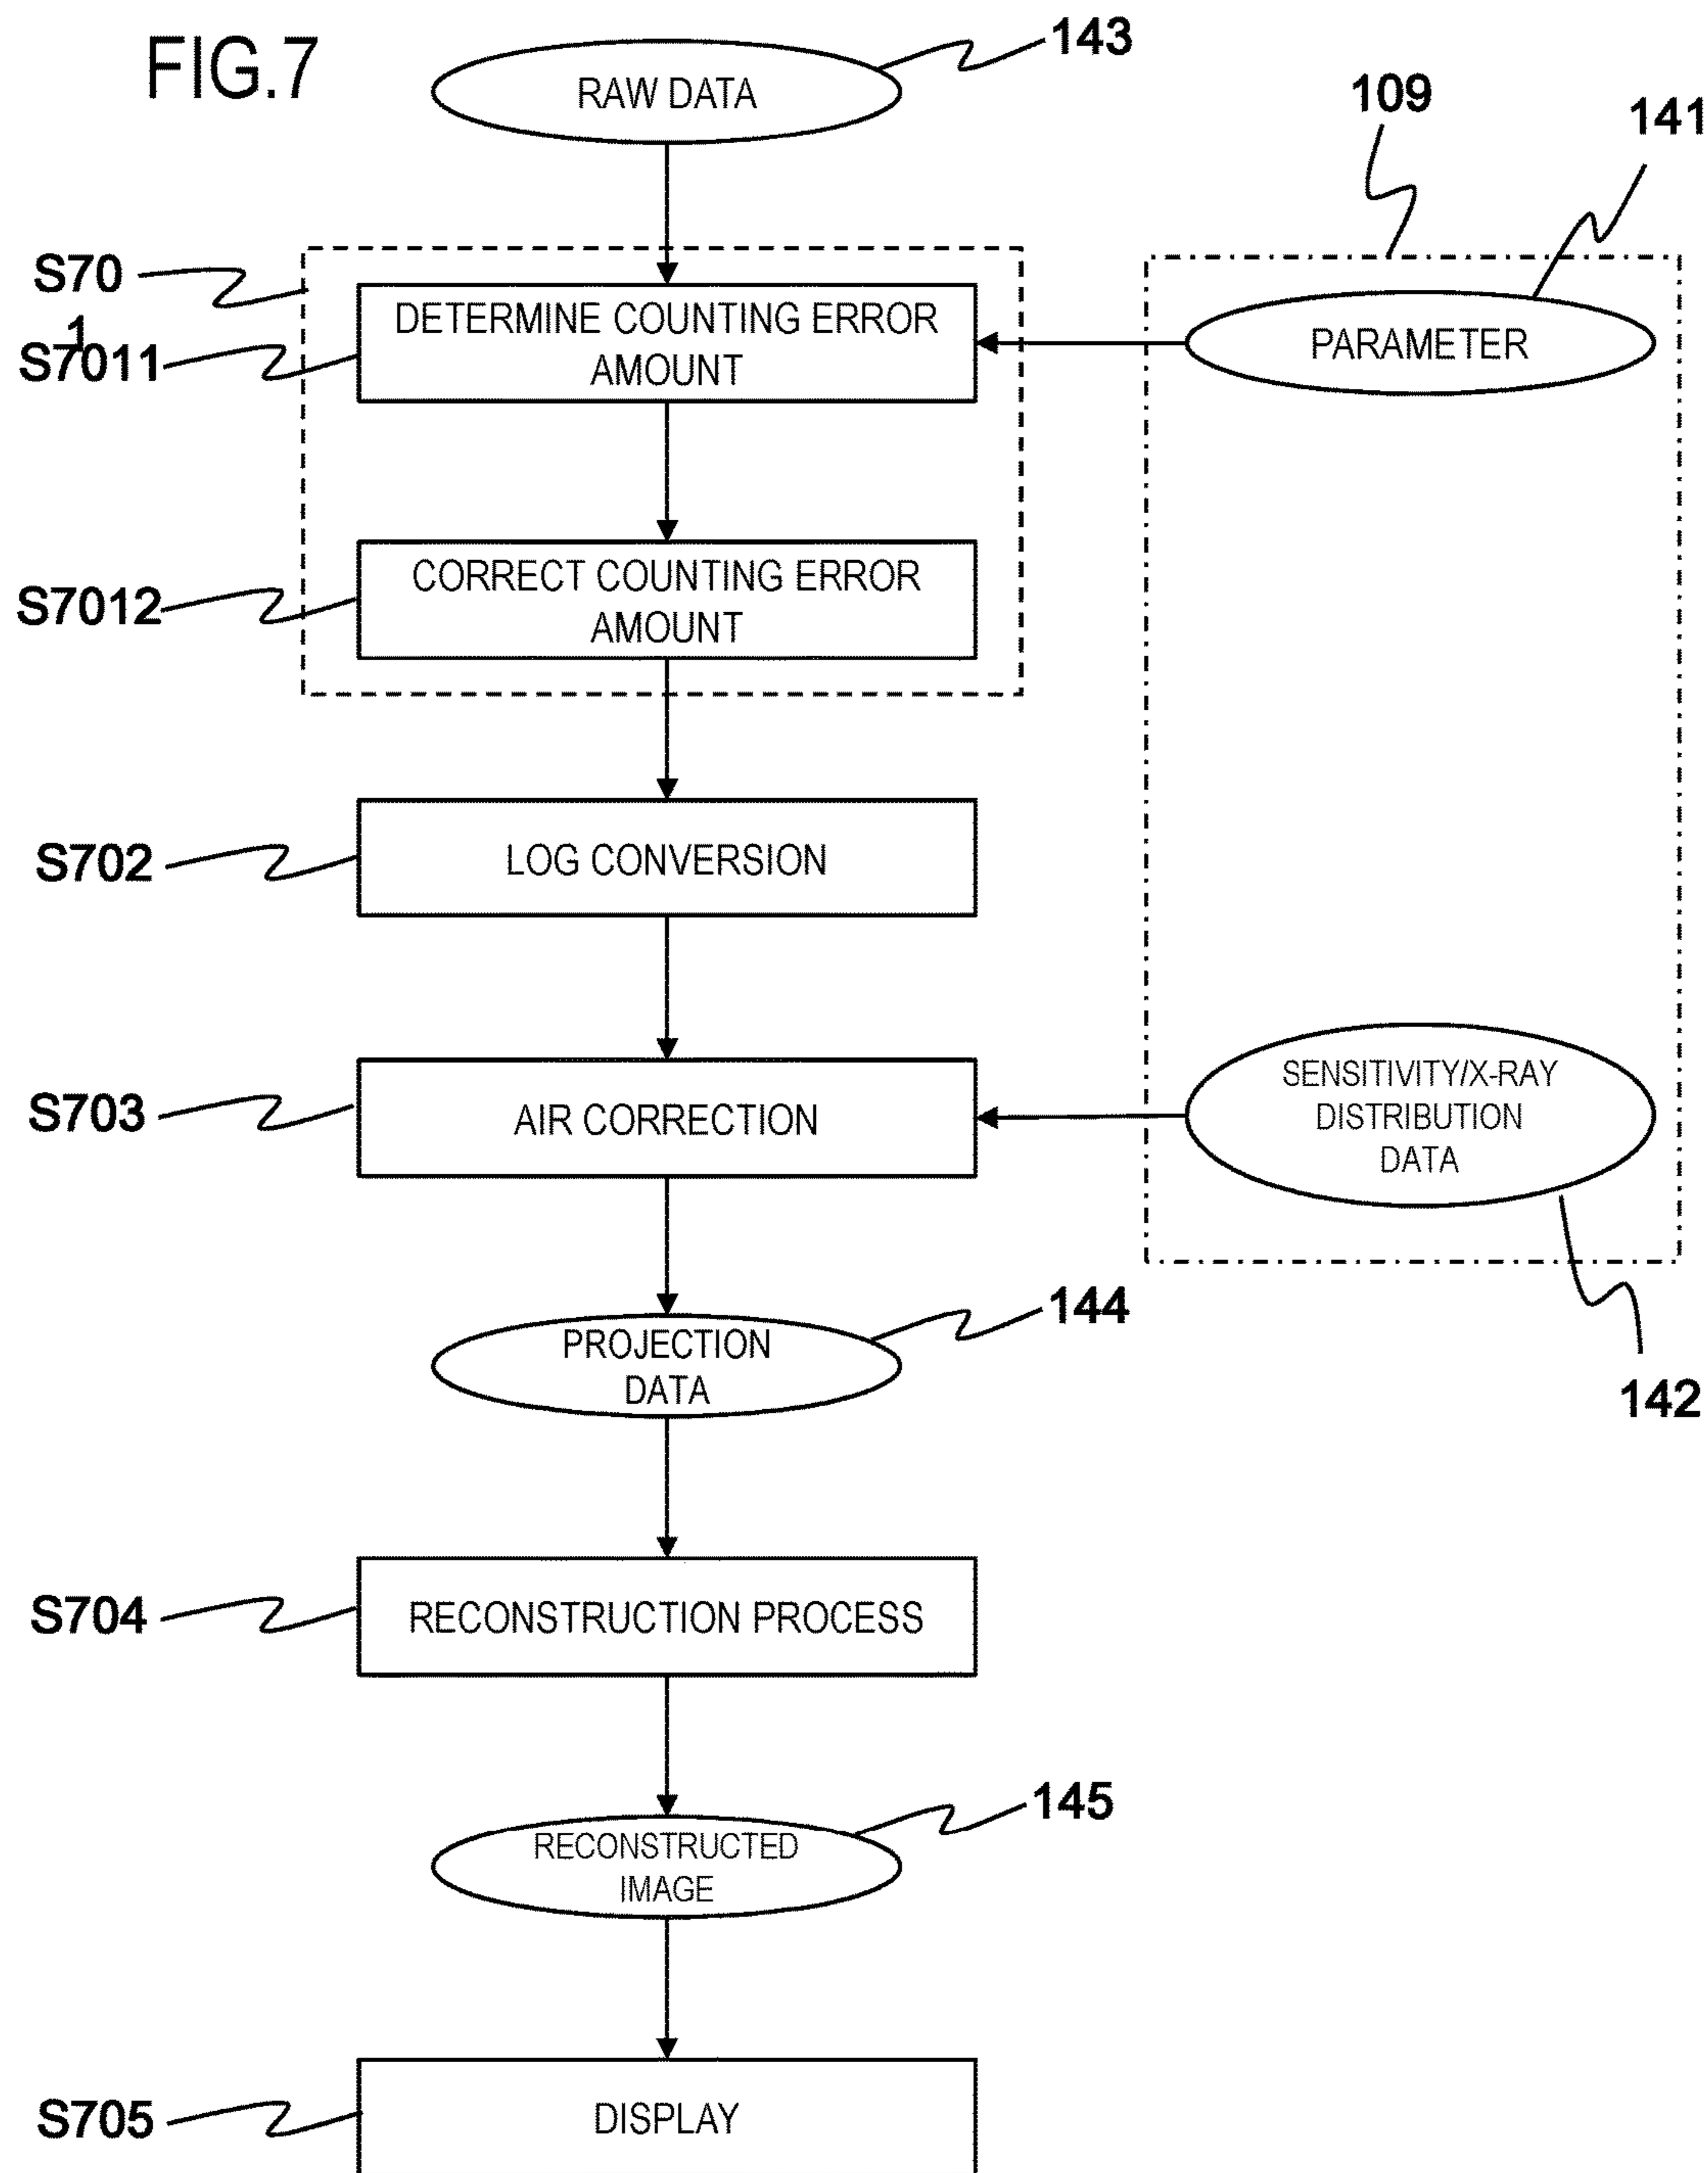 FIG.7
143
RAW DATA
109
141
S70
1
S7011
DETERMINE COUNTING ERROR
AMOUNT
PARAMETER
S7012
CORRECT COUNTING ERROR
AMOUNT
S702
LOG CONVERSION
S703
AIR CORRECTION
SENSITIVITY/X-RAY
DISTRIBUTION
DATA
142
144
PROJECTION
DATA
S704
RECONSTRUCTION PROCESS
145
RECONSTRUCTED
IMAGE
S705
DISPLAY